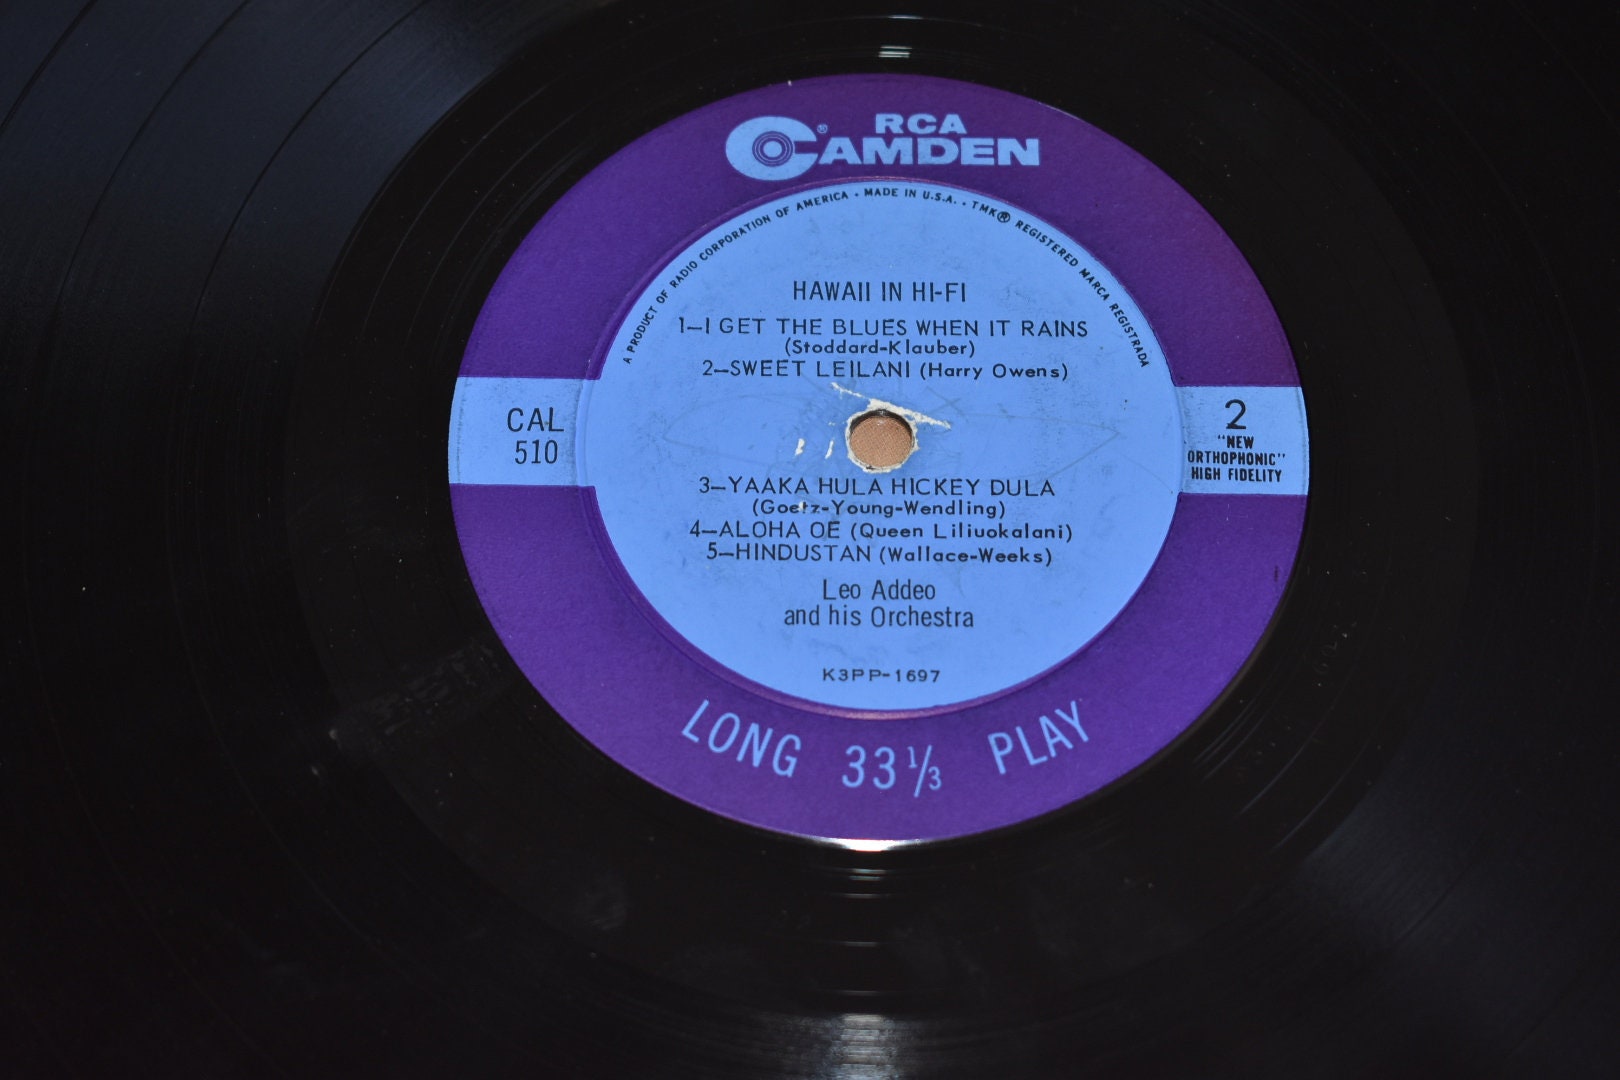 RCA
CAMDEN®
A PRODUCT OF RADIO CORPORATION OF AMERICA • MADE IN U.S.A. • TMK® REGISTERED MARCA REGISTRADA
HAWAII IN HI-FI
1—I GET THE BLUES WHEN IT RAINS
(Stoddard-Klauber)
2—SWEET LEILANI (Harry Owens)
CAL
510
2
"NEW
ORTHOPHONIC"
HIGH FIDELITY
3—YAAKA HULA HICKEY DULA
(Goetz-Young-Wendling)
4—ALOHA OE (Queen Liliuokalani)
5—HINDUSTAN (Wallace-Weeks)
Leo Addeo
and his Orchestra
K3PP-1697
LONG 33⅓ PLAY